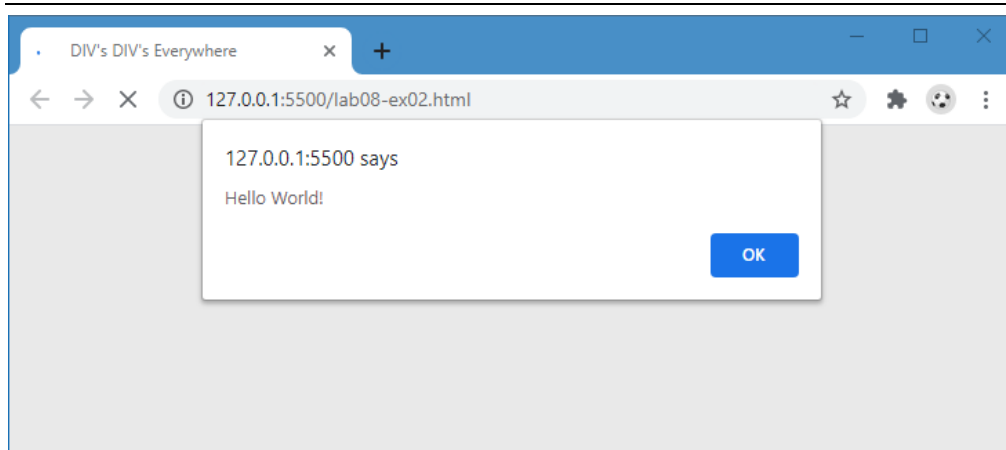 DIV's DIV's Everywhere
127.0.0.1:5500/lab08-ex02.html
127.0.0.1:5500 says
Hello World!
OK